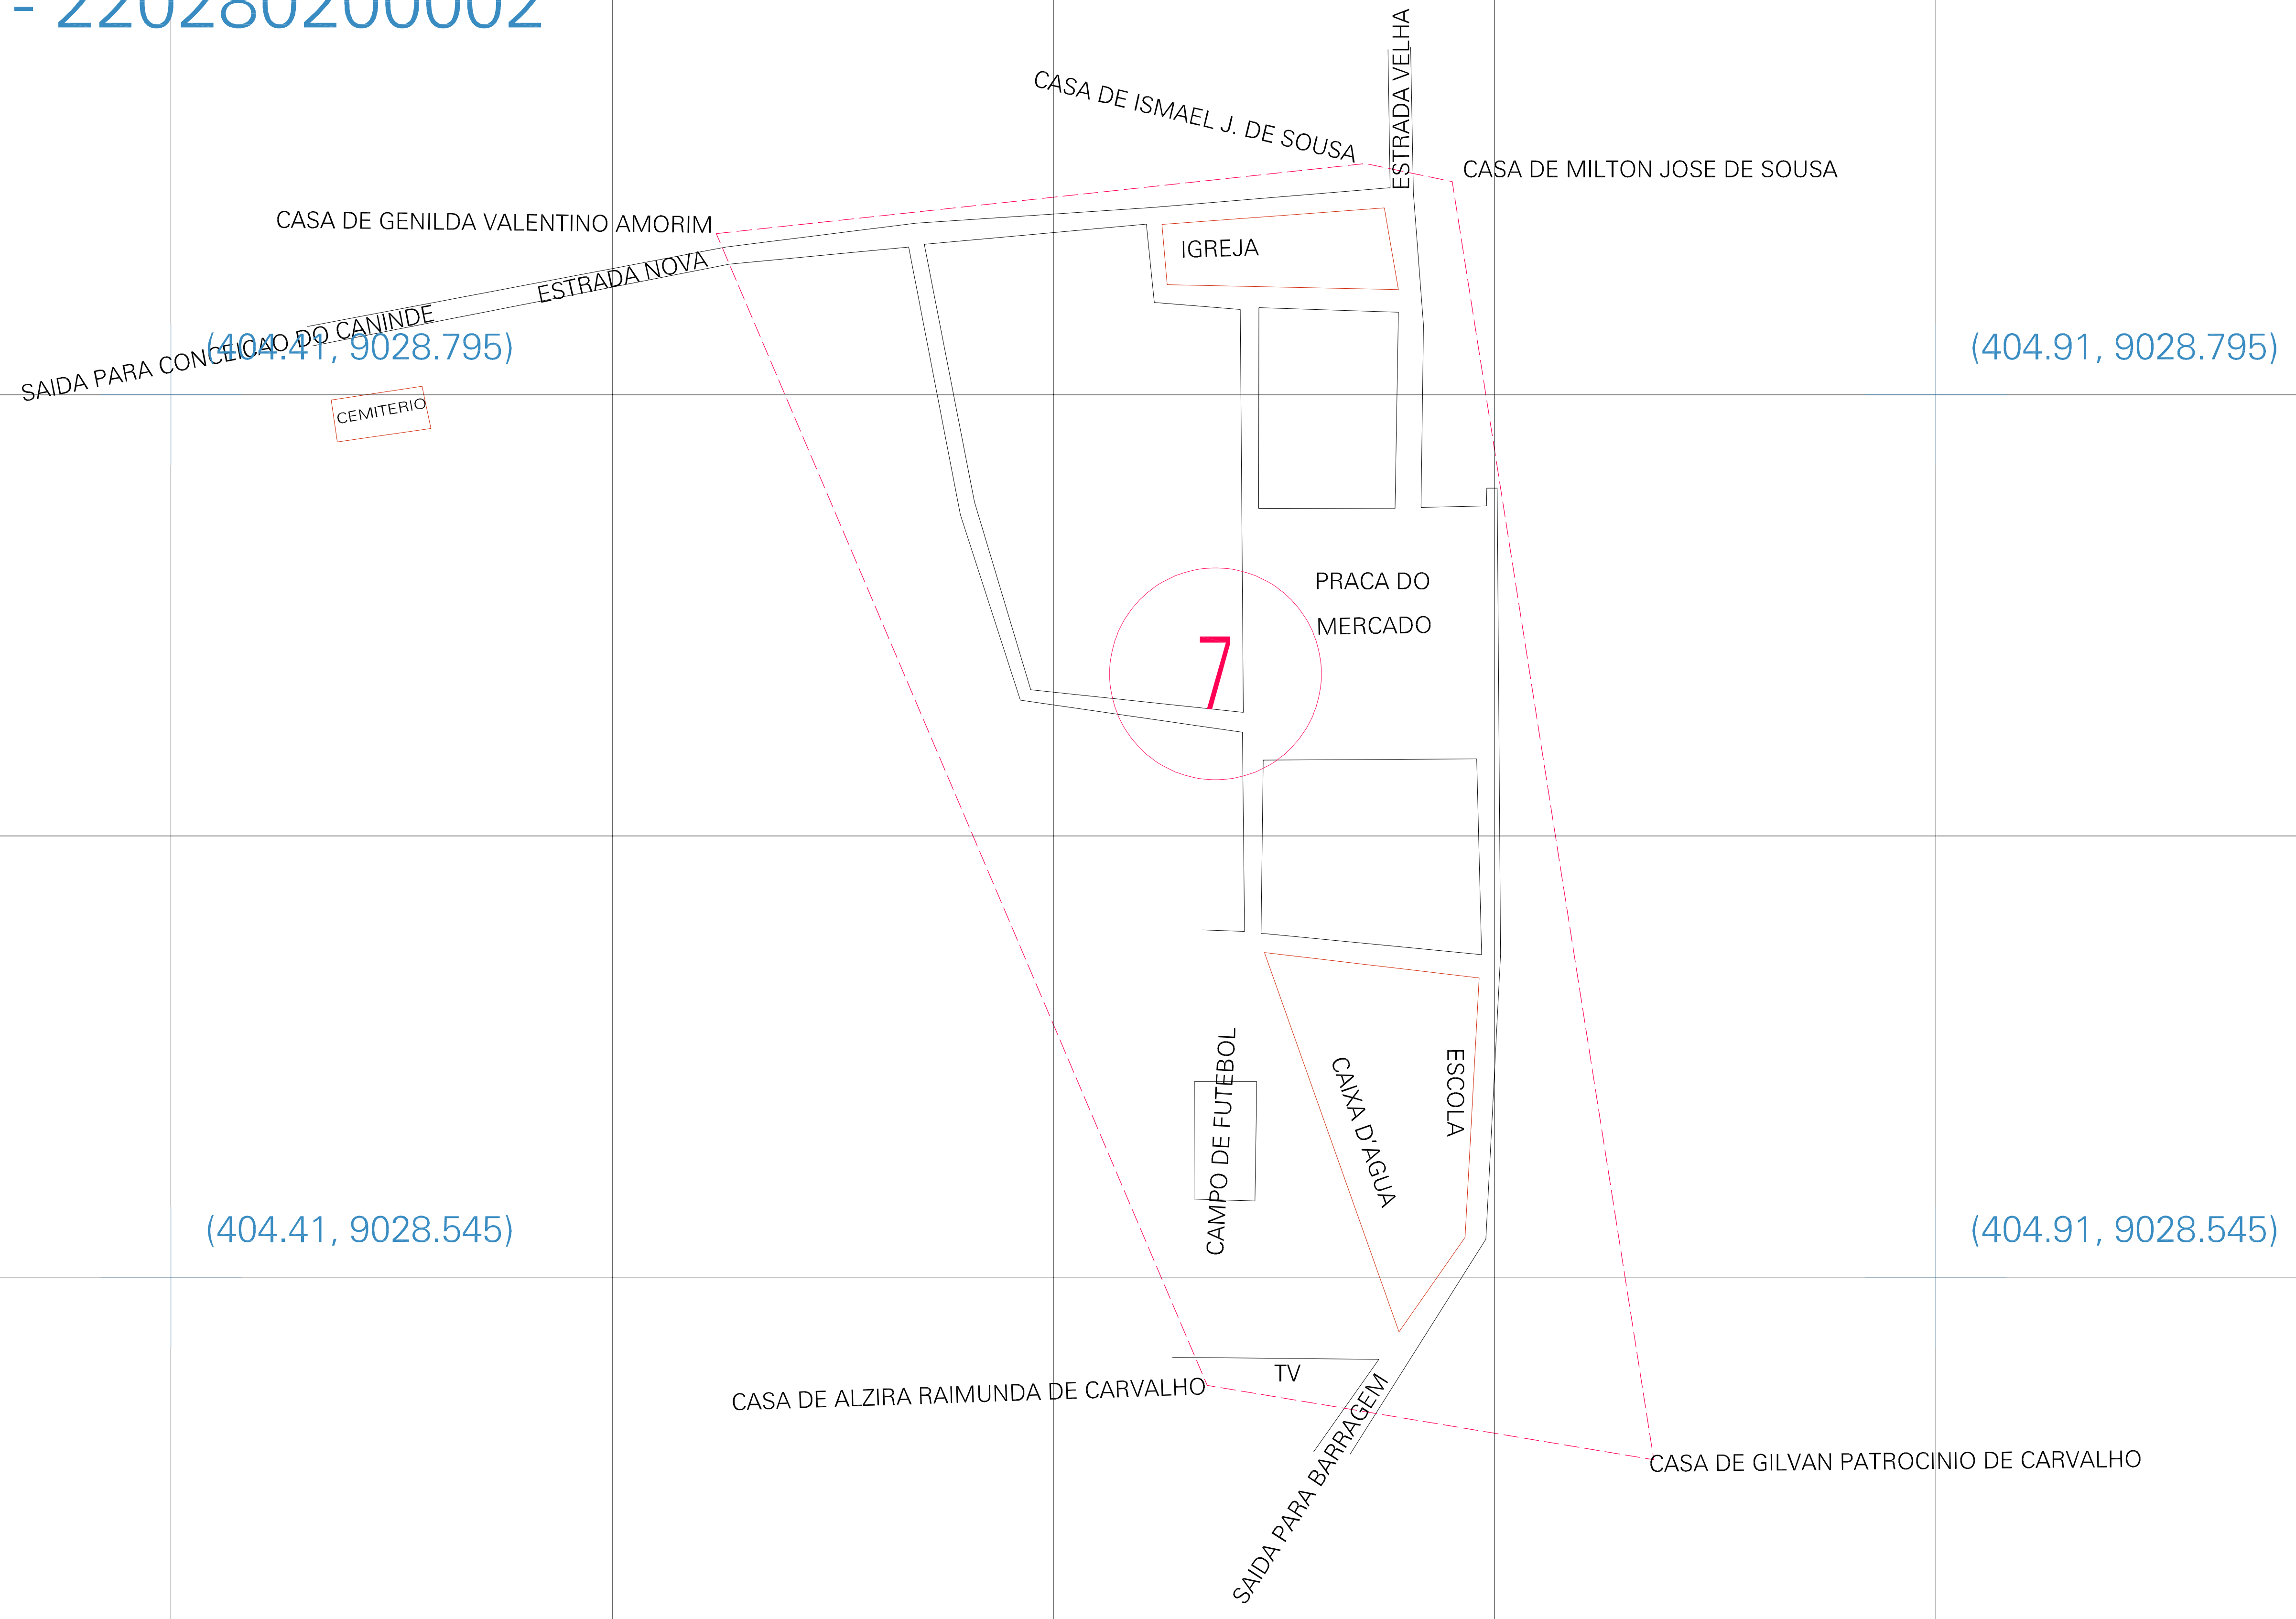 - 220280200002
ESTRADA VELHA
CASA DE ISMAEL J. DE SOUSA
CASA DE MILTON JOSE DE SOUSA
CASA DE GENILDA VALENTINO AMORIM
IGREJA
ESTRADA NOVA
SAIDA PARA CONCEICAO DO CANINDE
(404.41, 9028.795)
(404.91, 9028.795)
CEMITERIO
PRACA DO
MERCADO
7
CAMPO DE FUTEBOL
CAIXA D'AGUA
ESCOLA
(404.41, 9028.545)
(404.91, 9028.545)
TV
CASA DE ALZIRA RAIMUNDA DE CARVALHO
SAIDA PARA BARRAGEM
CASA DE GILVAN PATROCINIO DE CARVALHO